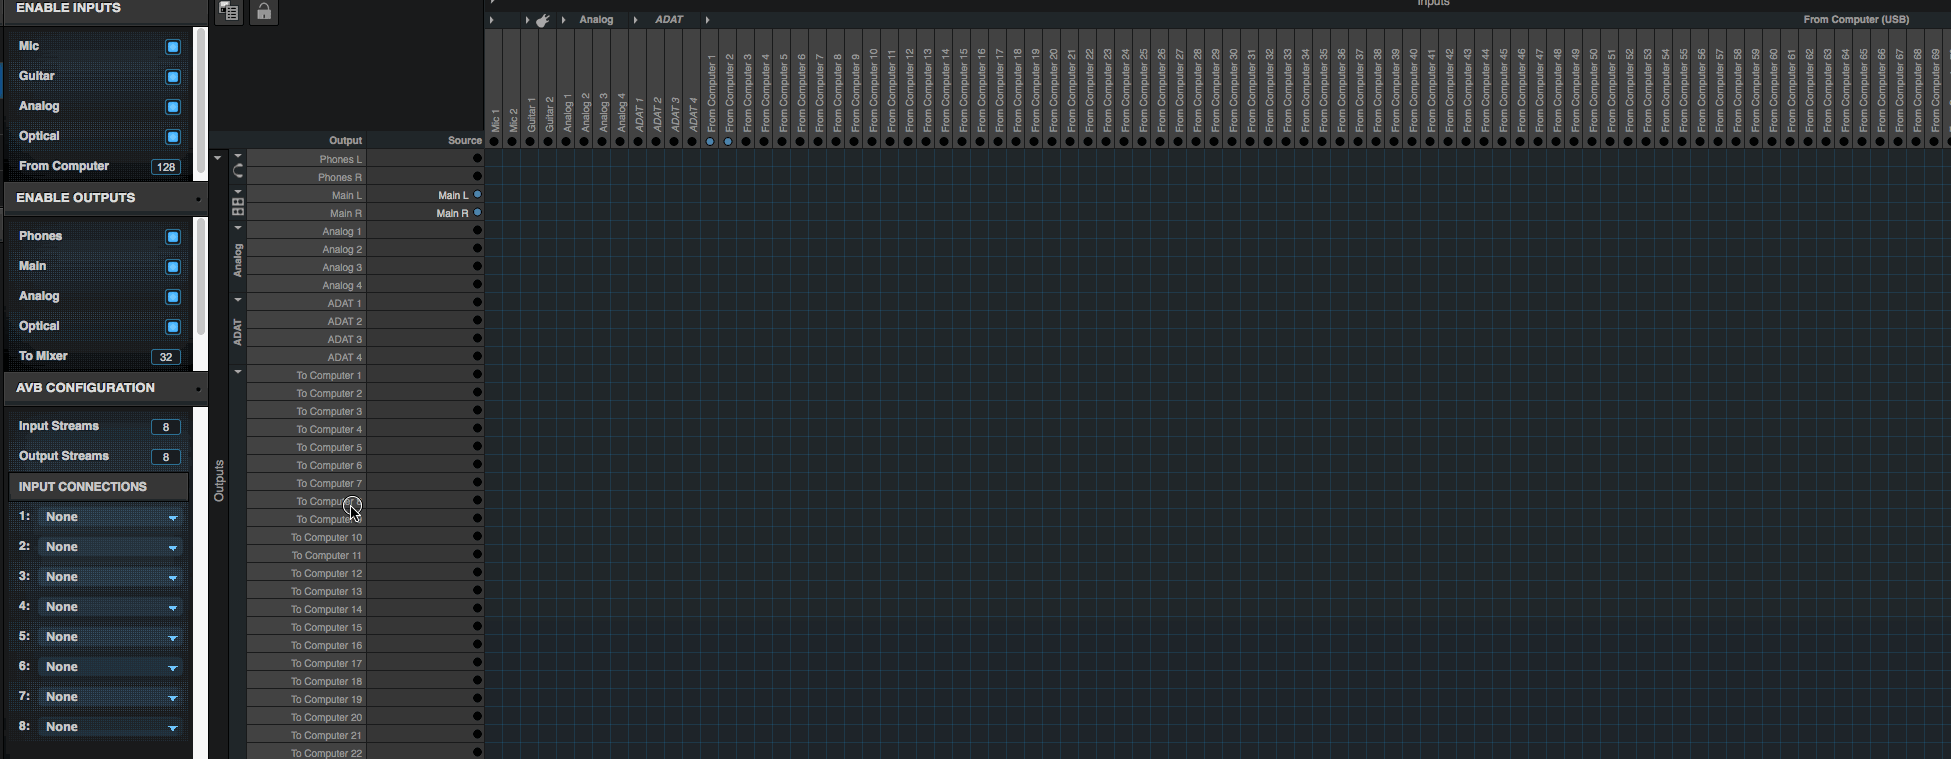 ENABLE INPUTS
Mic
Guitar
Analog
Optical
From Computer 128
ENABLE OUTPUTS
Phones
Main
Analog
Optical
To Mixer 32
AVB CONFIGURATION
Input Streams 8
Output Streams 8
INPUT CONNECTIONS
1: None
2: None
3: None
4: None
5: None
6: None
7: None
8: None
Inputs
Analog ADAT From Computer (USB)
Mic 1
Mic 2
Guitar 1
Guitar 2
Analog 1
Analog 2
Analog 3
Analog 4
ADAT 1
ADAT 2
ADAT 3
ADAT 4
From Computer 1
From Computer 2
From Computer 3
From Computer 4
From Computer 5
From Computer 6
From Computer 7
From Computer 8
From Computer 9
From Computer 10
From Computer 11
From Computer 12
From Computer 13
From Computer 14
From Computer 15
From Computer 16
From Computer 17
From Computer 18
From Computer 19
From Computer 20
From Computer 21
From Computer 22
From Computer 23
From Computer 24
From Computer 25
From Computer 26
From Computer 27
From Computer 28
From Computer 29
From Computer 30
From Computer 31
From Computer 32
From Computer 33
From Computer 34
From Computer 35
From Computer 36
From Computer 37
From Computer 38
From Computer 39
From Computer 40
From Computer 41
From Computer 42
From Computer 43
From Computer 44
From Computer 45
From Computer 46
From Computer 47
From Computer 48
From Computer 49
From Computer 50
From Computer 51
From Computer 52
From Computer 53
From Computer 54
From Computer 55
From Computer 56
From Computer 57
From Computer 58
From Computer 59
From Computer 60
From Computer 61
From Computer 62
From Computer 63
From Computer 64
From Computer 65
From Computer 66
From Computer 67
From Computer 68
From Computer 69
Output Source
Outputs
Analog
ADAT
Phones L
Phones R
Main L Main L
Main R Main R
Analog 1
Analog 2
Analog 3
Analog 4
ADAT 1
ADAT 2
ADAT 3
ADAT 4
To Computer 1
To Computer 2
To Computer 3
To Computer 4
To Computer 5
To Computer 6
To Computer 7
To Computer
To Computer
To Computer 10
To Computer 11
To Computer 12
To Computer 13
To Computer 14
To Computer 15
To Computer 16
To Computer 17
To Computer 18
To Computer 19
To Computer 20
To Computer 21
To Computer 22